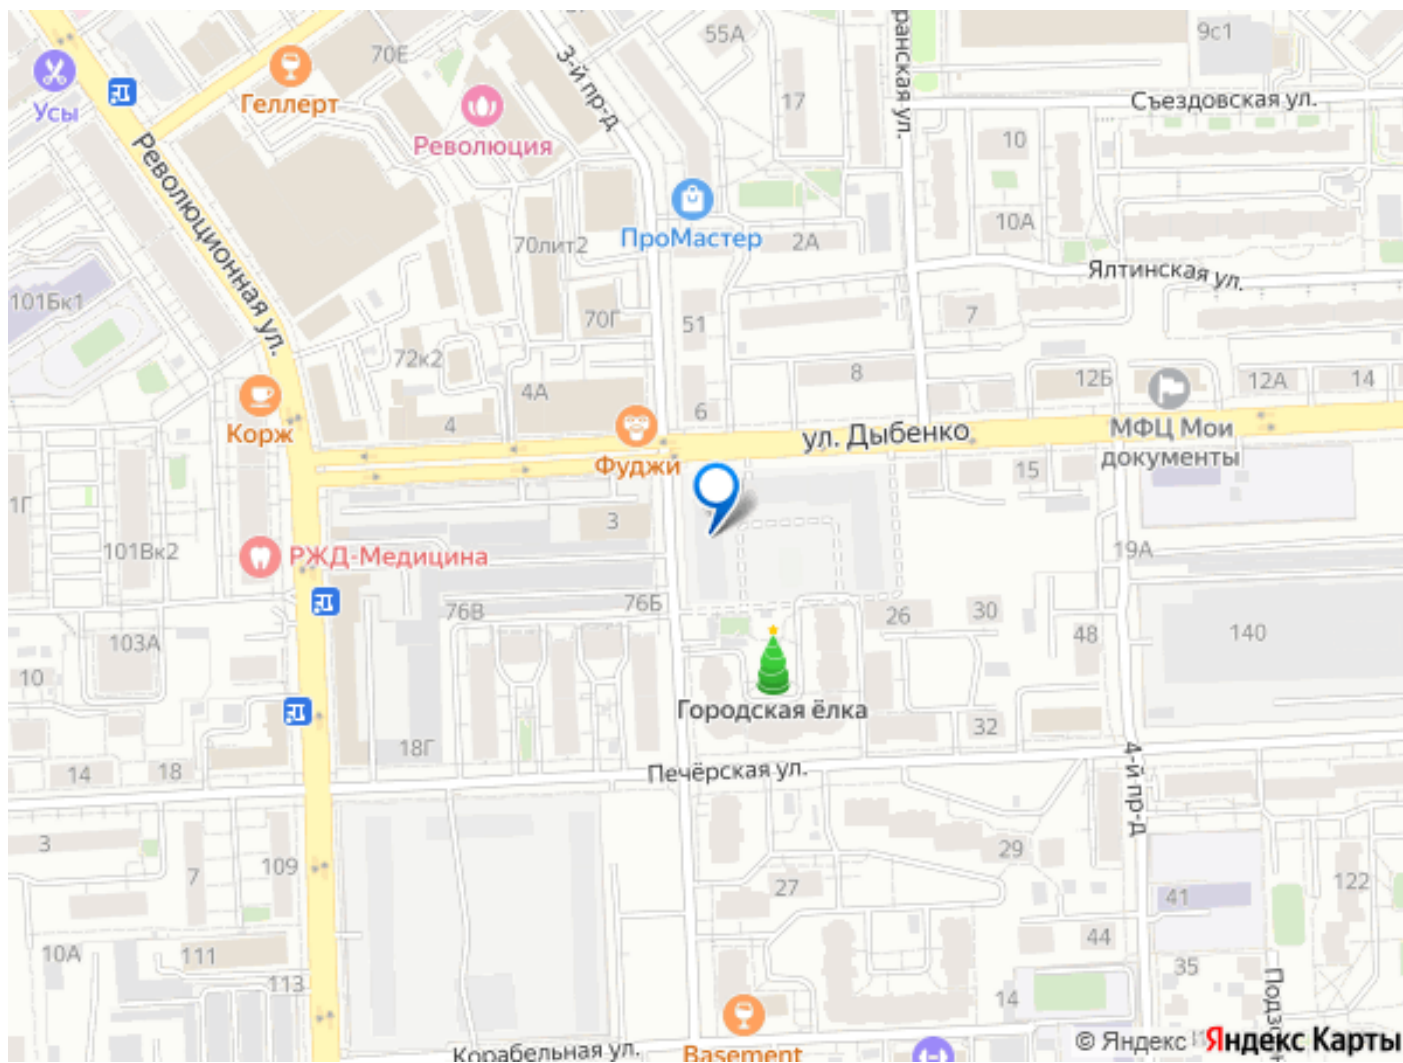 55А
9с1
70Е
3-й пр-д
ранская ул.
Усы
Геллерт
17
Съездовская ул.
Революция
10
Революционная ул.
ПроМастер
10А
70лит2
2А
Ялтинская ул.
101Бк1
70Г
51
7
72к2
8
12Б
12А
14
4А
6
Корж
4
ул. Дыбенко
МФЦ Мои
документы
Фуджи
15
1Г
3
101Вк2
РЖД-Медицина
19А
76В
76Б
26
30
48
140
103А
10
Городская ёлка
32
18Г
14
18
Печёрская ул.
4-й пр-д
3
7
109
29
27
122
41
10А
111
44
113
35
14
Подз
Корабельная ул.
Basement
© Яндекс
Яндекс Карты